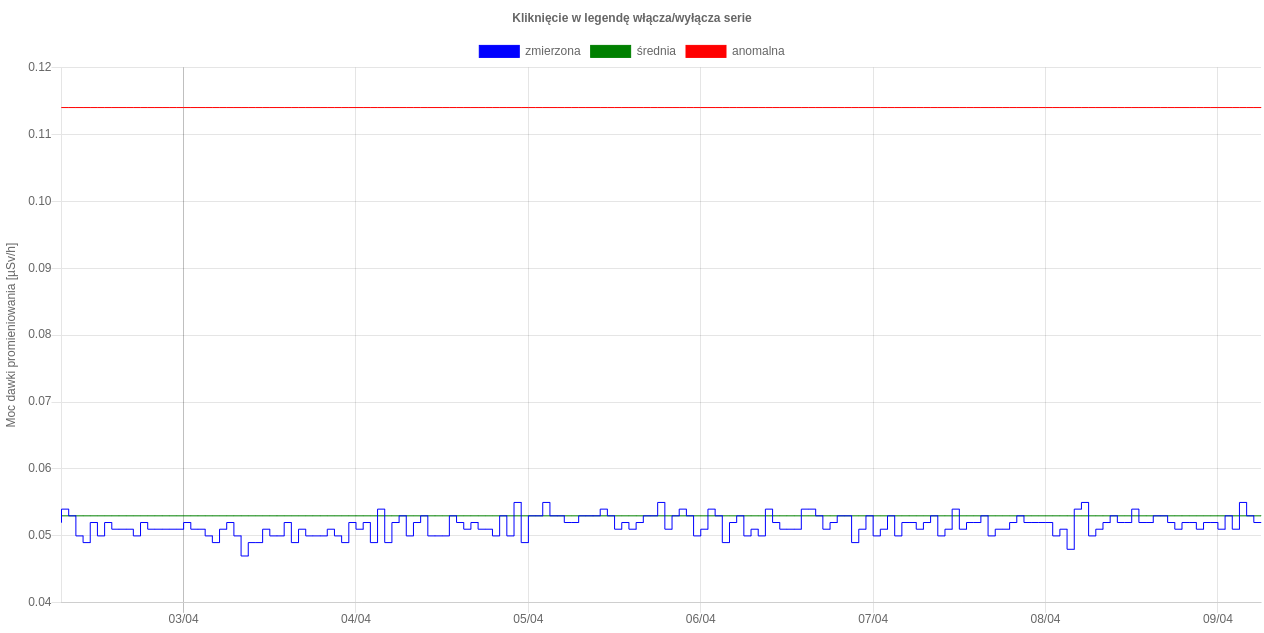 Kliknięcie w legendę włącza/wyłącza serie
zmierzona średnia anomalna
Moc dawki promieniowania [µSv/h]
0.12
0.11
0.10
0.09
0.08
0.07
0.06
0.05
0.04
03/04 04/04 05/04 06/04 07/04 08/04 09/04